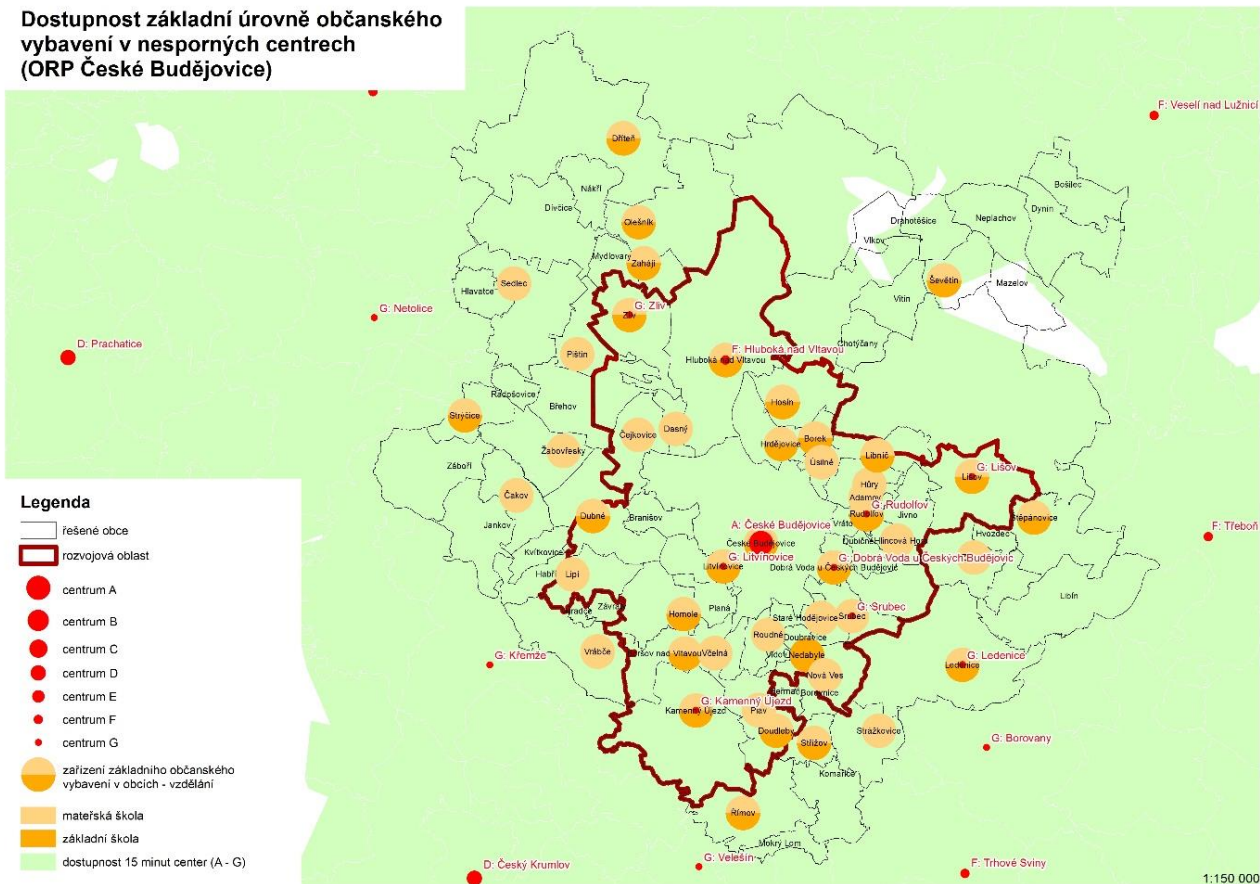 Dostupnost základní úrovně občanského
vybavení v nesporných centrech
(ORP České Budějovice)
F: Veselí nad Lužnicí
Dříteň
Bošilec
Nákří
Dívčice
Dynin
Neplachov
Drahotěšice
Olešník
Vlkov
Mydlovary
Zahájí
Ševětín
Mazelov
Sedlec
Hlavatce
Vitín
G: Zliv
Zliv
G: Netolice
Chotýčany
D: Prachatice
Pištín
F: Hluboká nad Vltavou
Hluboká nad Vltavou
Radošovice
Břehov
Hosín
Strýčice
Čejkovice
Dasný
Hrdějovice
Borek
Libníč
Žabovřesky
Úsilné
Záboří
G: Lišov
Lišov
Hůry
Adamov
Čakov
G: Rudolfov
Rudolfov
Jivno
Jankov
Dubné
Branišov
Vráto
Štěpánovice
Hvozdec
A: České Budějovice
České Budějovice
Dubičné
Hlincová Hora
F: Třeboň
Kvítkovice
G: Litvínovice
Litvínovice
G: Dobrá Voda u Českých Budějovic
Dobrá Voda u Českých Budějovic
Habří
Lipí
Libín
Závraty
Homole
Planá
Staré Hodějovice
G: Srubec
Srubec
Roudné
Doubravice
Vrábče
Včelná
Vidov
Nedabyle
G: Křemže
G: Ledenice
Ledenice
Nová Ves
Borovnice
G: Kamenný Újezd
Kamenný Újezd
Plav
Doudleby
Střížov
Strážkovice
G: Borovany
Komařice
Římov
Mokrý Lom
D: Český Krumlov
G: Velešín
F: Trhové Sviny
Legenda
řešené obce
rozvojová oblast
centrum A
centrum B
centrum C
centrum D
centrum E
centrum F
centrum G
zařízení základního občanského
vybavení v obcích - vzdělání
mateřská škola
základní škola
dostupnost 15 minut center (A - G)
1:150 000